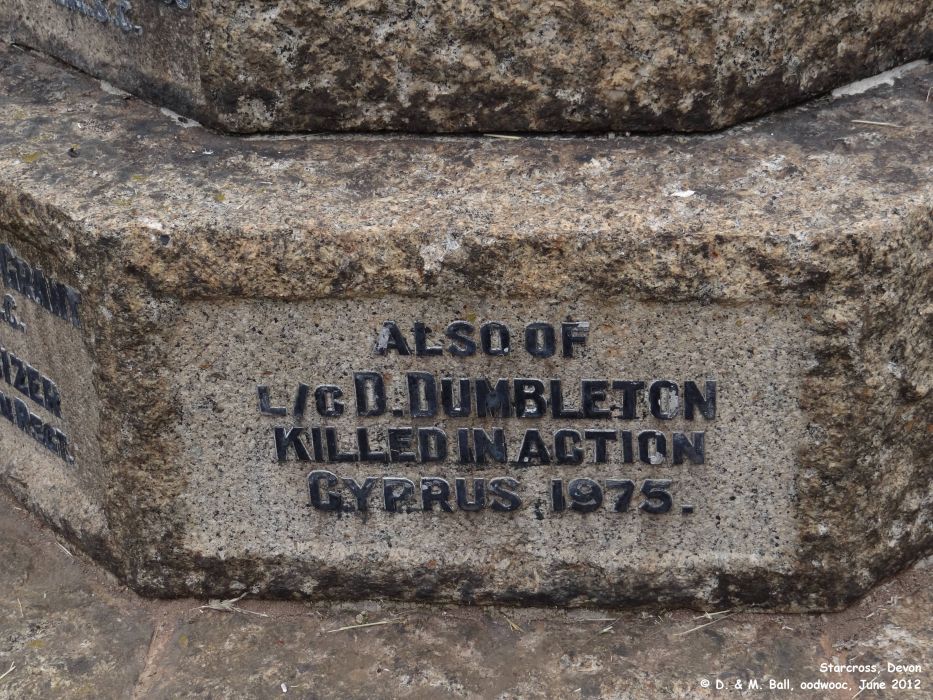 ALSO OF
L/C D. DUMBLETON
KILLED IN ACTION
CYPRUS 1975.
Starcross, Devon
© D. & M. Ball, oodwooc, June 2012